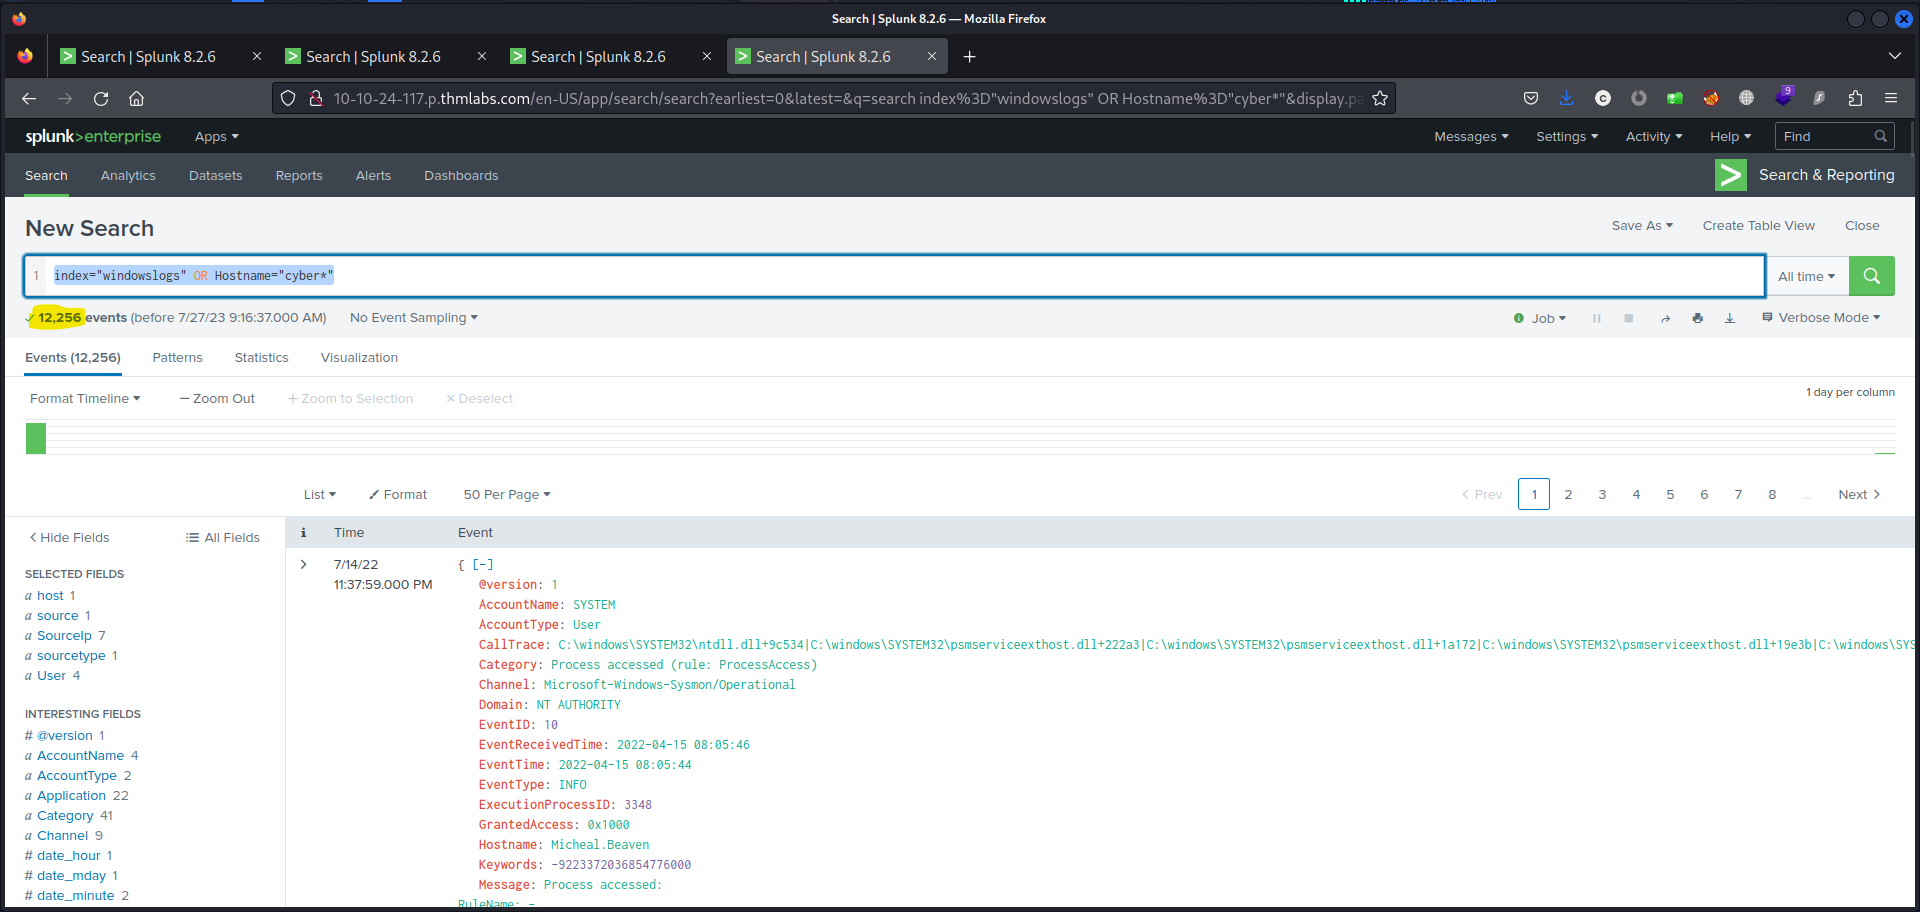 Search | Splunk 8.2.6 — Mozilla Firefox
Search | Splunk 8.2.6
Search | Splunk 8.2.6
Search | Splunk 8.2.6
Search | Splunk 8.2.6
10-10-24-117.p.thmlabs.com/en-US/app/search/search?earliest=0&latest=&q=search index%3D"windowslogs" OR Hostname%3D"cyber*"&display.pa
9
splunk>enterprise Apps Messages Settings Activity Help Find
Search Analytics Datasets Reports Alerts Dashboards Search & Reporting
New Search Save As Create Table View Close
1 index="windowslogs" OR Hostname="cyber*" All time
12,256 events (before 7/27/23 9:16:37.000 AM) No Event Sampling Job Verbose Mode
Events (12,256) Patterns Statistics Visualization
Format Timeline — Zoom Out + Zoom to Selection × Deselect 1 day per column
List Format 50 Per Page < Prev 1 2 3 4 5 6 7 8 ... Next >
< Hide Fields All Fields i Time Event
SELECTED FIELDS
a host 1
a source 1
a SourceIp 7
a sourcetype 1
a User 4
INTERESTING FIELDS
# @version 1
a AccountName 4
a AccountType 2
a Application 22
a Category 41
a Channel 9
# date_hour 1
# date_mday 1
# date_minute 2
> 7/14/22
11:37:59.000 PM
{ [-]
@version: 1
AccountName: SYSTEM
AccountType: User
CallTrace: C:\windows\SYSTEM32\ntdll.dll+9c534|C:\windows\SYSTEM32\psmserviceexthost.dll+222a3|C:\windows\SYSTEM32\psmserviceexthost.dll+1a172|C:\windows\SYSTEM32\psmserviceexthost.dll+19e3b|C:\windows\SYS
Category: Process accessed (rule: ProcessAccess)
Channel: Microsoft-Windows-Sysmon/Operational
Domain: NT AUTHORITY
EventID: 10
EventReceivedTime: 2022-04-15 08:05:46
EventTime: 2022-04-15 08:05:44
EventType: INFO
ExecutionProcessID: 3348
GrantedAccess: 0x1000
Hostname: Micheal.Beaven
Keywords: -9223372036854776000
Message: Process accessed:
RuleName: -